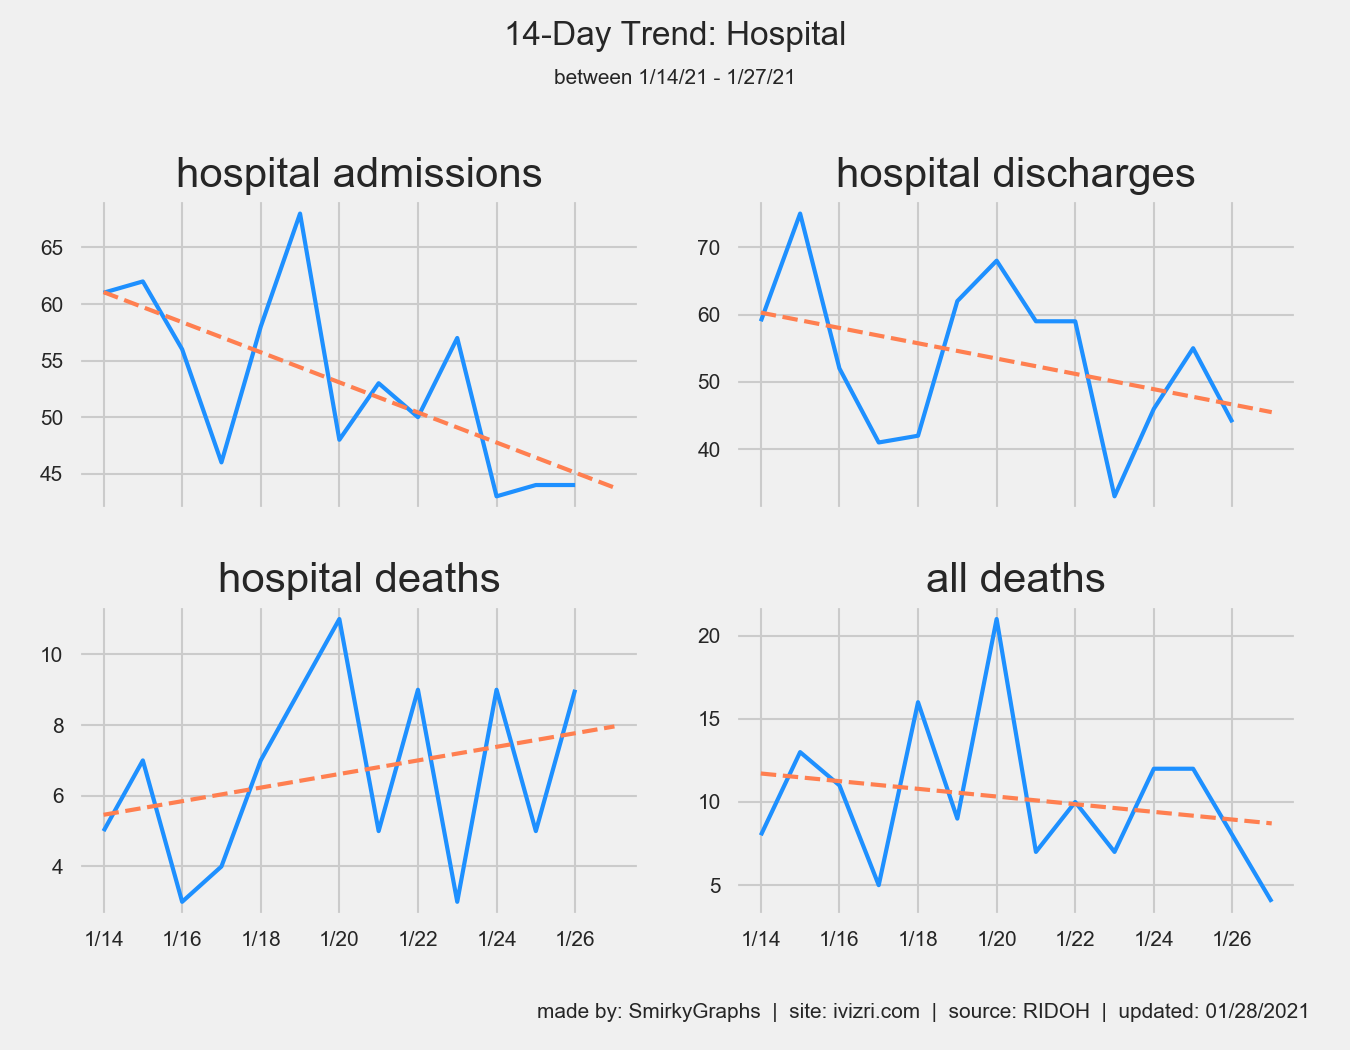 14-Day Trend: Hospital
between 1/14/21 - 1/27/21
hospital admissions
65
60
55
50
45
hospital discharges
70
60
50
40
hospital deaths
10
8
6
4
1/14 1/16 1/18 1/20 1/22 1/24 1/26
all deaths
20
15
10
5
1/14 1/16 1/18 1/20 1/22 1/24 1/26
made by: SmirkyGraphs | site: ivizri.com | source: RIDOH | updated: 01/28/2021